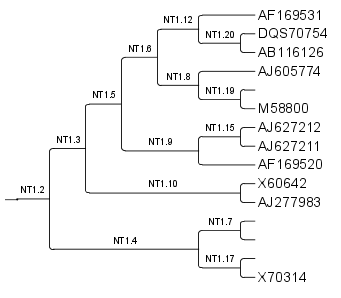 NT1.12 AF169531
DQS70754
NT1.20
NT1.6
AB116126
AJ605774
NT1.8
NT1.19
NT1.5
M58800
AJ627212
NT1.15
NT1.3
AJ627211
NT1.9
AF169520
X60642
NT1.10
NT1.2
AJ277983
NT1.7
NT1.4
NT1.17
X70314